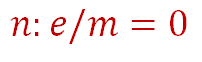 n: e/m = 0